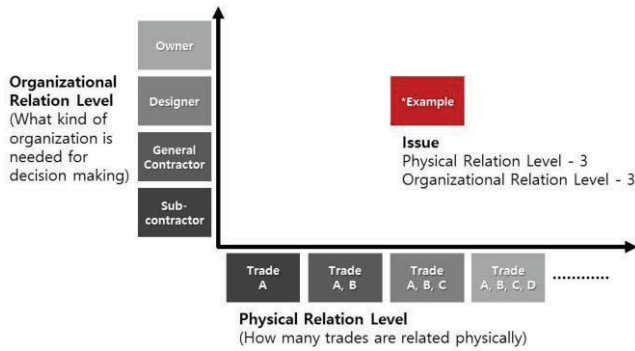 Organizational
Relation Level
(What kind of
organization is
needed for
decision making)
Owner
Designer
General
Contractor
Sub-
contractor
*Example
Issue
Physical Relation Level - 3
Organizational Relation Level - 3
Trade
A
Trade
A, B
Trade
A, B, C
Trade
A, B, C, D
............
Physical Relation Level
(How many trades are related physically)